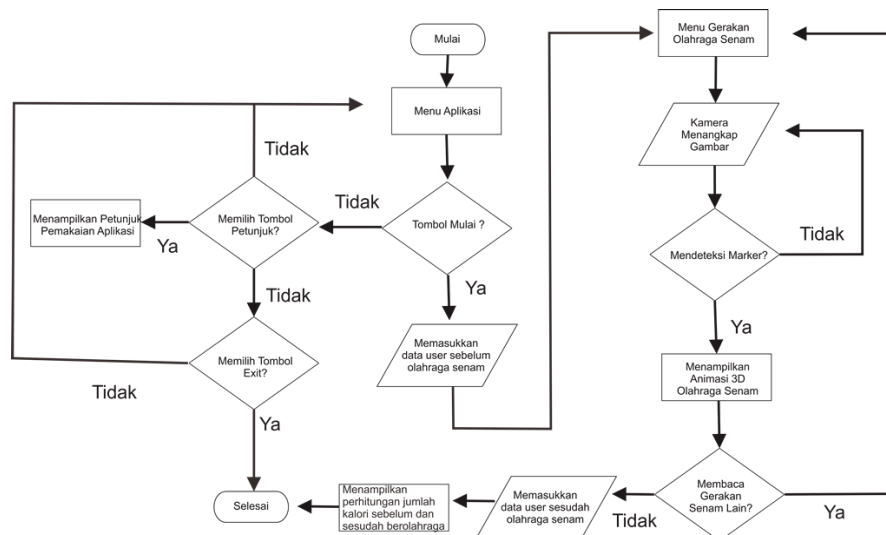 Mulai
Menu Aplikasi
Tombol Mulai ?
Tidak
Ya
Memilih Tombol
Petunjuk?
Tidak
Ya
Menampilkan Petunjuk
Pemakaian Aplikasi
Tidak
Memilih Tombol
Exit?
Tidak
Ya
Selesai
Memasukkan
data user sebelum
olahraga senam
Menu Gerakan
Olahraga Senam
Kamera
Menangkap
Gambar
Mendeteksi Marker?
Tidak
Ya
Menampilkan
Animasi 3D
Olahraga Senam
Membaca
Gerakan
Senam Lain?
Ya
Tidak
Memasukkan
data user sesudah
olahraga senam
Menampilkan
perhitungan jumlah
kalori sebelum dan
sesudah berolahraga